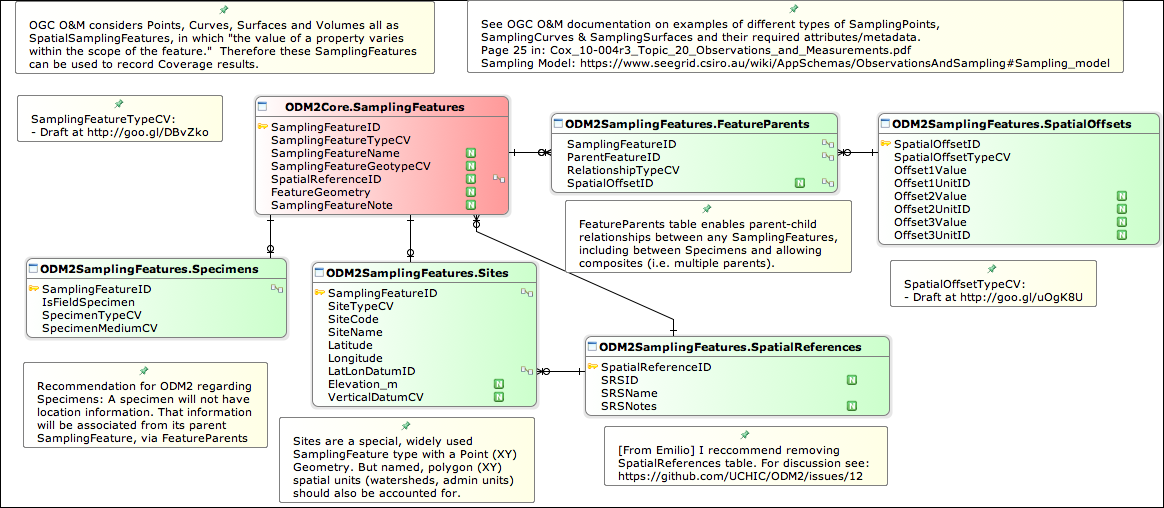 OGC O&M considers Points, Curves, Surfaces and Volumes all as
SpatialSamplingFeatures, in which "the value of a property varies
within the scope of the feature."  Therefore these SamplingFeatures
can be used to record Coverage results.
See OGC O&M documentation on examples of different types of SamplingPoints,
SamplingCurves & SamplingSurfaces and their required attributes/metadata.
Page 25 in: Cox_10-004r3_Topic_20_Observations_and_Measurements.pdf
Sampling Model: https://www.seegrid.csiro.au/wiki/AppSchemas/ObservationsAndSampling#Sampling_model
SamplingFeatureTypeCV:
- Draft at http://goo.gl/DBvZko
ODM2Core.SamplingFeatures
SamplingFeatureID
SamplingFeatureTypeCV
SamplingFeatureName N
SamplingFeatureGeotypeCV N
SpatialReferenceID N
FeatureGeometry N
SamplingFeatureNote N
ODM2SamplingFeatures.FeatureParents
SamplingFeatureID
ParentFeatureID
RelationshipTypeCV
SpatialOffsetID N
ODM2SamplingFeatures.SpatialOffsets
SpatialOffsetID
SpatialOffsetTypeCV
Offset1Value
Offset1UnitID
Offset2Value N
Offset2UnitID N
Offset3Value N
Offset3UnitID N
FeatureParents table enables parent-child
relationships between any SamplingFeatures,
including between Specimens and allowing
composites (i.e. multiple parents).
SpatialOffsetTypeCV:
- Draft at http://goo.gl/uOgK8U
ODM2SamplingFeatures.Specimens
SamplingFeatureID
IsFieldSpecimen
SpecimenTypeCV
SpecimenMediumCV
ODM2SamplingFeatures.Sites
SamplingFeatureID
SiteTypeCV
SiteCode
SiteName
Latitude
Longitude
LatLonDatumID
Elevation_m N
VerticalDatumCV N
ODM2SamplingFeatures.SpatialReferences
SpatialReferenceID
SRSID N
SRSName
SRSNotes N
Recommendation for ODM2 regarding
Specimens: A specimen will not have
location information. That information
will be associated from its parent
SamplingFeature, via FeatureParents
Sites are a special, widely used
SamplingFeature type with a Point (XY)
Geometry. But named, polygon (XY)
spatial units (watersheds, admin units)
should also be accounted for.
[From Emilio] I reccommend removing
SpatialReferences table. For discussion see:
https://github.com/UCHIC/ODM2/issues/12